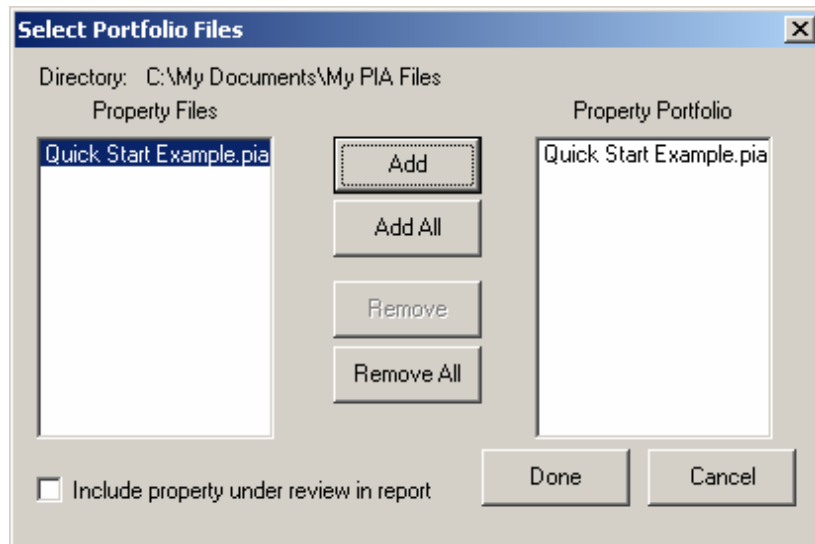 Select Portfolio Files
Directory: C:\My Documents\My PIA Files
Property Files
Property Portfolio
Quick Start Example.pia
Add
Quick Start Example.pia
Add All
Remove
Remove All
Include property under review in report
Done
Cancel